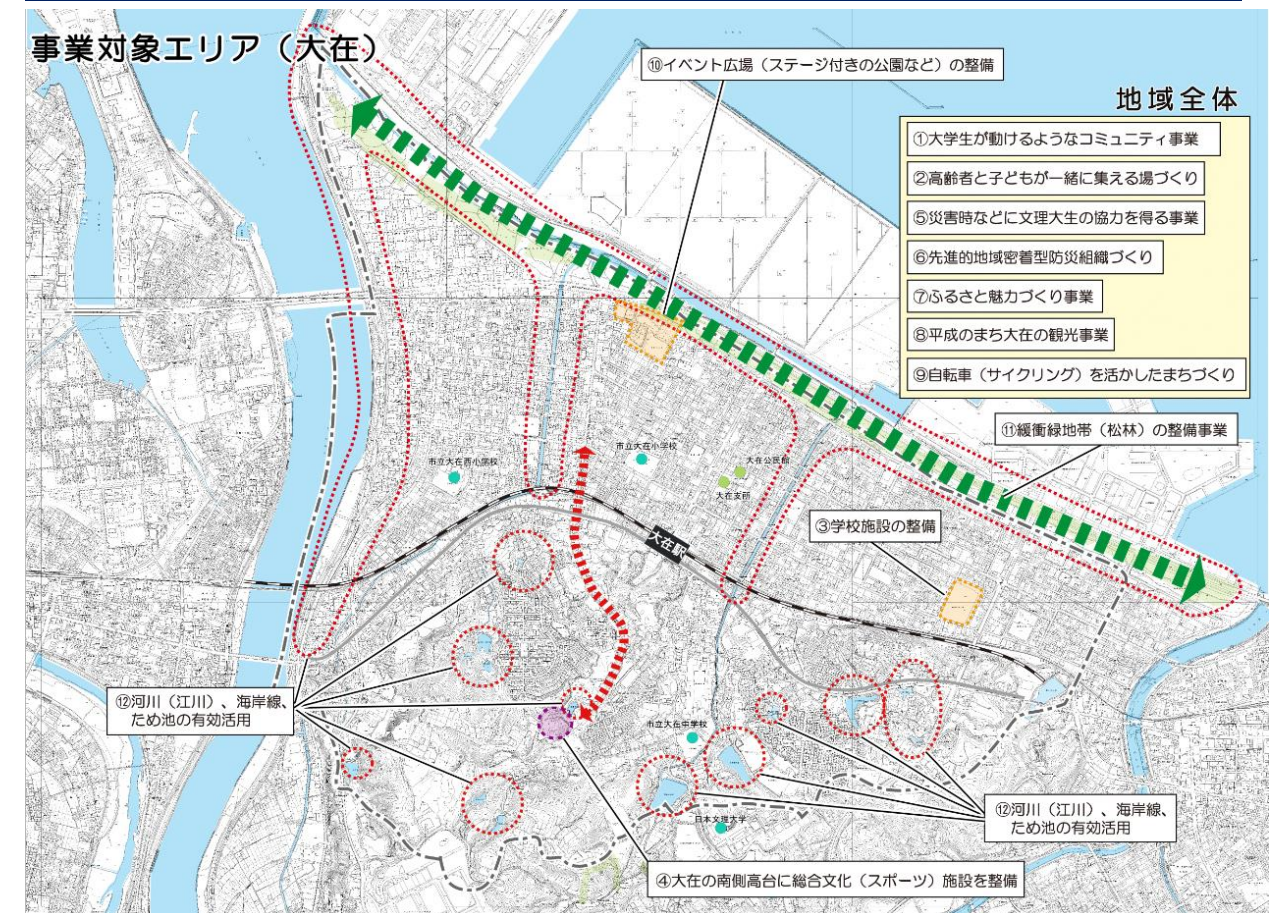 事業対象エリア（大在）
⑩イベント広場（ステージ付きの公園など）の整備
地域全体
①大学生が動けるようなコミュニティ事業
②高齢者と子どもが一緒に集える場づくり
⑤災害時などに文理大生の協力を得る事業
⑥先進的地域密着型防災組織づくり
⑦ふるさと魅力づくり事業
⑧平成のまち大在の観光事業
⑨自転車（サイクリング）を活かしたまちづくり
⑪緩衝緑地帯（松林）の整備事業
市立大在小学校
市立大在西小学校
大在公民館
大在支所
③学校施設の整備
大在駅
⑫河川（江川）、海岸線、
ため池の有効活用
市立大在中学校
⑫河川（江川）、海岸線、
ため池の有効活用
日本文理大学
④大在の南側高台に総合文化（スポーツ）施設を整備